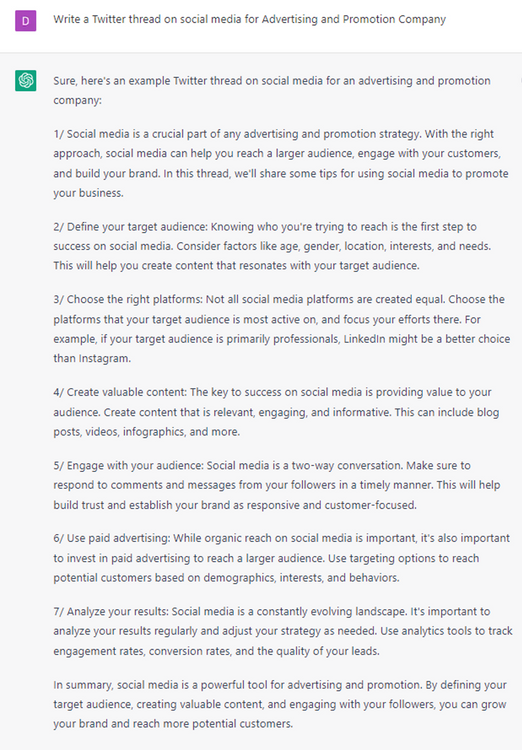 D
Write a Twitter thread on social media for Advertising and Promotion Company
Sure, here's an example Twitter thread on social media for an advertising and promotion
company:
1/ Social media is a crucial part of any advertising and promotion strategy. With the right
approach, social media can help you reach a larger audience, engage with your customers,
and build your brand. In this thread, we'll share some tips for using social media to promote
your business.
2/ Define your target audience: Knowing who you're trying to reach is the first step to
success on social media. Consider factors like age, gender, location, interests, and needs.
This will help you create content that resonates with your target audience.
3/ Choose the right platforms: Not all social media platforms are created equal. Choose the
platforms that your target audience is most active on, and focus your efforts there. For
example, if your target audience is primarily professionals, LinkedIn might be a better choice
than Instagram.
4/ Create valuable content: The key to success on social media is providing value to your
audience. Create content that is relevant, engaging, and informative. This can include blog
posts, videos, infographics, and more.
5/ Engage with your audience: Social media is a two-way conversation. Make sure to
respond to comments and messages from your followers in a timely manner. This will help
build trust and establish your brand as responsive and customer-focused.
6/ Use paid advertising: While organic reach on social media is important, it's also important
to invest in paid advertising to reach a larger audience. Use targeting options to reach
potential customers based on demographics, interests, and behaviors.
7/ Analyze your results: Social media is a constantly evolving landscape. It's important to
analyze your results regularly and adjust your strategy as needed. Use analytics tools to track
engagement rates, conversion rates, and the quality of your leads.
In summary, social media is a powerful tool for advertising and promotion. By defining your
target audience, creating valuable content, and engaging with your followers, you can grow
your brand and reach more potential customers.